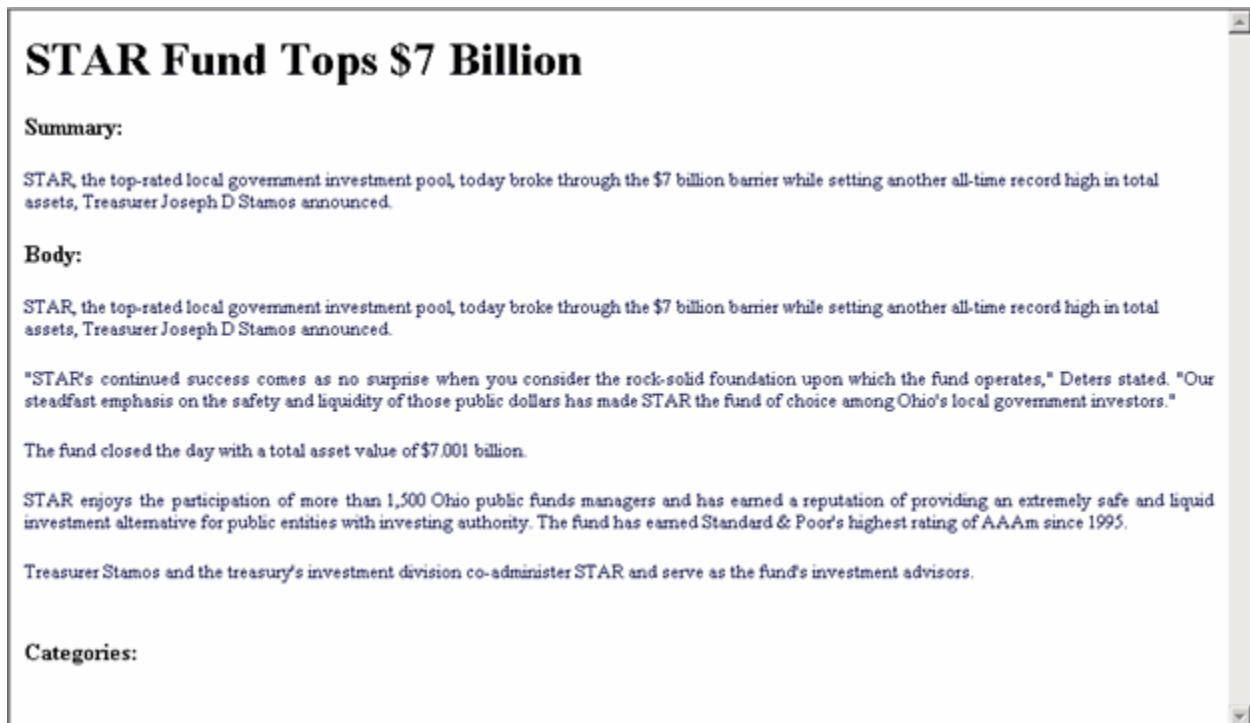 STAR Fund Tops $7 Billion
Summary:
STAR, the top-rated local government investment pool, today broke through the $7 billion barrier while setting another all-time record high in total
assets, Treasurer Joseph D Stamos announced.
Body:
STAR, the top-rated local government investment pool, today broke through the $7 billion barrier while setting another all-time record high in total
assets, Treasurer Joseph D Stamos announced.
"STAR's continued success comes as no surprise when you consider the rock-solid foundation upon which the fund operates," Deters stated. "Our
steadfast emphasis on the safety and liquidity of those public dollars has made STAR the fund of choice among Ohio's local government investors."
The fund closed the day with a total asset value of $7.001 billion.
STAR enjoys the participation of more than 1,500 Ohio public funds managers and has earned a reputation of providing an extremely safe and liquid
investment alternative for public entities with investing authority. The fund has earned Standard & Poor's highest rating of AAAm since 1995.
Treasurer Stamos and the treasury's investment division co-administer STAR and serve as the fund's investment advisors.
Categories: